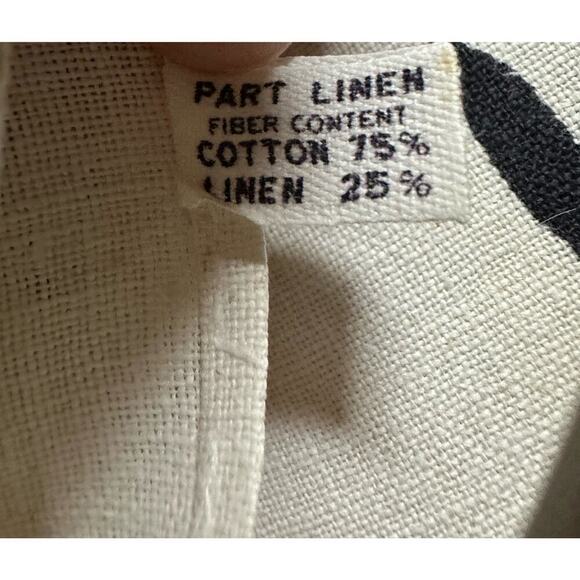 PART LINEN
FIBER CONTENT
COTTON 75%
LINEN 25%